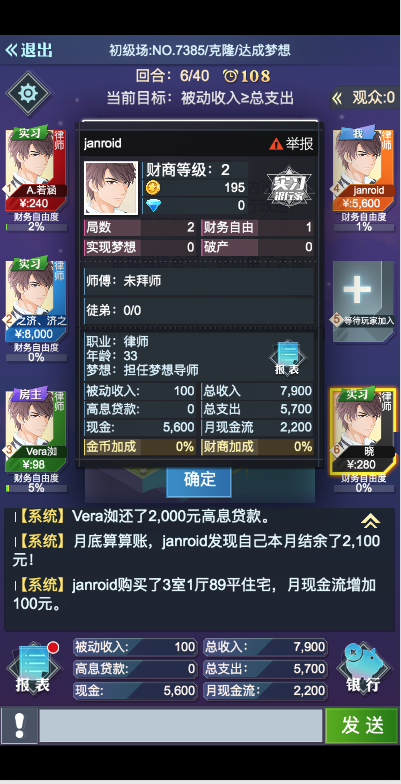 《退出
初级场:NO.7385/克隆/达成梦想
回合：6/40 108
当前目标：被动收入≥总支出
《 观众:0
实习
律师
1
A.若涵
¥:240
财务自由度
2%
我
律师
4
janroid
¥:5,600
财务自由度
1%
janroid
举报
财商等级：2
195
0
实习
银行家
局数 2 财务自由 1
实现梦想 0 破产 0
师傅：未拜师
徒弟：0/0
职业：律师
年龄：33
梦想：担任梦想导师
报表
被动收入: 100 总收入 7,900
高息贷款: 0 总支出 5,700
现金: 5,600 月现金流 2,200
金币加成 0% 财商加成 0%
确定
实习
律师
2
之济、济之
¥:8,000
财务自由度
0%
5
等待玩家加入
房主
律师
3
Vera洳
¥:98
财务自由度
5%
实习
律师
6
晓
¥:280
财务自由度
0%
【系统】Vera洳还了2,000元高息贷款。
【系统】月底算算账，janroid发现自己本月结余了2,100
元！
【系统】janroid购买了3室1厅89平住宅，月现金流增加
100元。
报表
被动收入: 100 总收入: 7,900
高息贷款: 0 总支出: 5,700
现金: 5,600 月现金流: 2,200
银行
!
发送